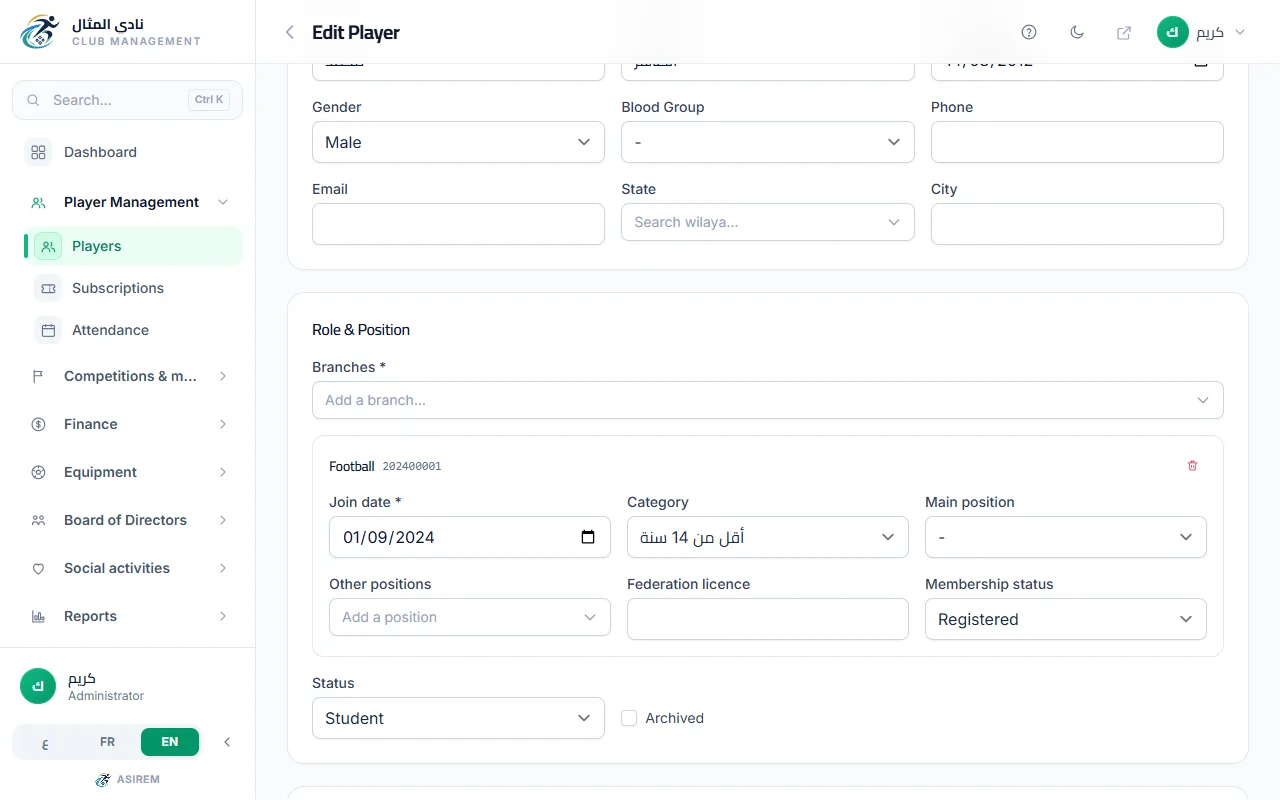 نادي المثال
CLUB MANAGEMENT
Search...
Ctrl K
Dashboard
Player Management
Players
Subscriptions
Attendance
Competitions & m...
Finance
Equipment
Board of Directors
Social activities
Reports
ك
كريم
Administrator
ع
FR
EN
ASIREM
Edit Player
ك
كريم
Gender
Blood Group
Phone
Male
-
Email
State
City
Search wilaya...
Role & Position
Branches *
Add a branch...
Football 202400001
Join date *
Category
Main position
01/09/2024
أقل من 14 سنة
-
Other positions
Federation licence
Membership status
Add a position
Registered
Status
Student
Archived